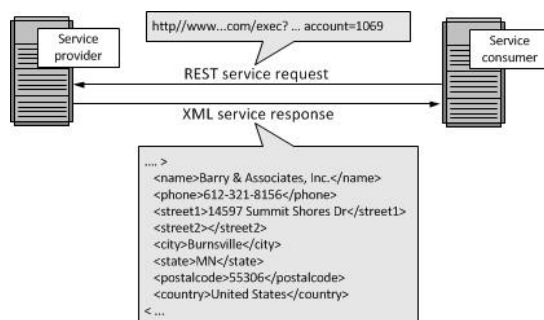 http//www...com/exec? ... account=1069
Service
provider
Service
consumer
REST service request
XML service response
.... >
<name>Barry & Associates, Inc.</name>
<phone>612-321-8156</phone>
<street1>14597 Summit Shores Dr</street1>
<street2></street2>
<city>Burnsville</city>
<state>MN</state>
<postalcode>55306</postalcode>
<country>United States</country>
< ...